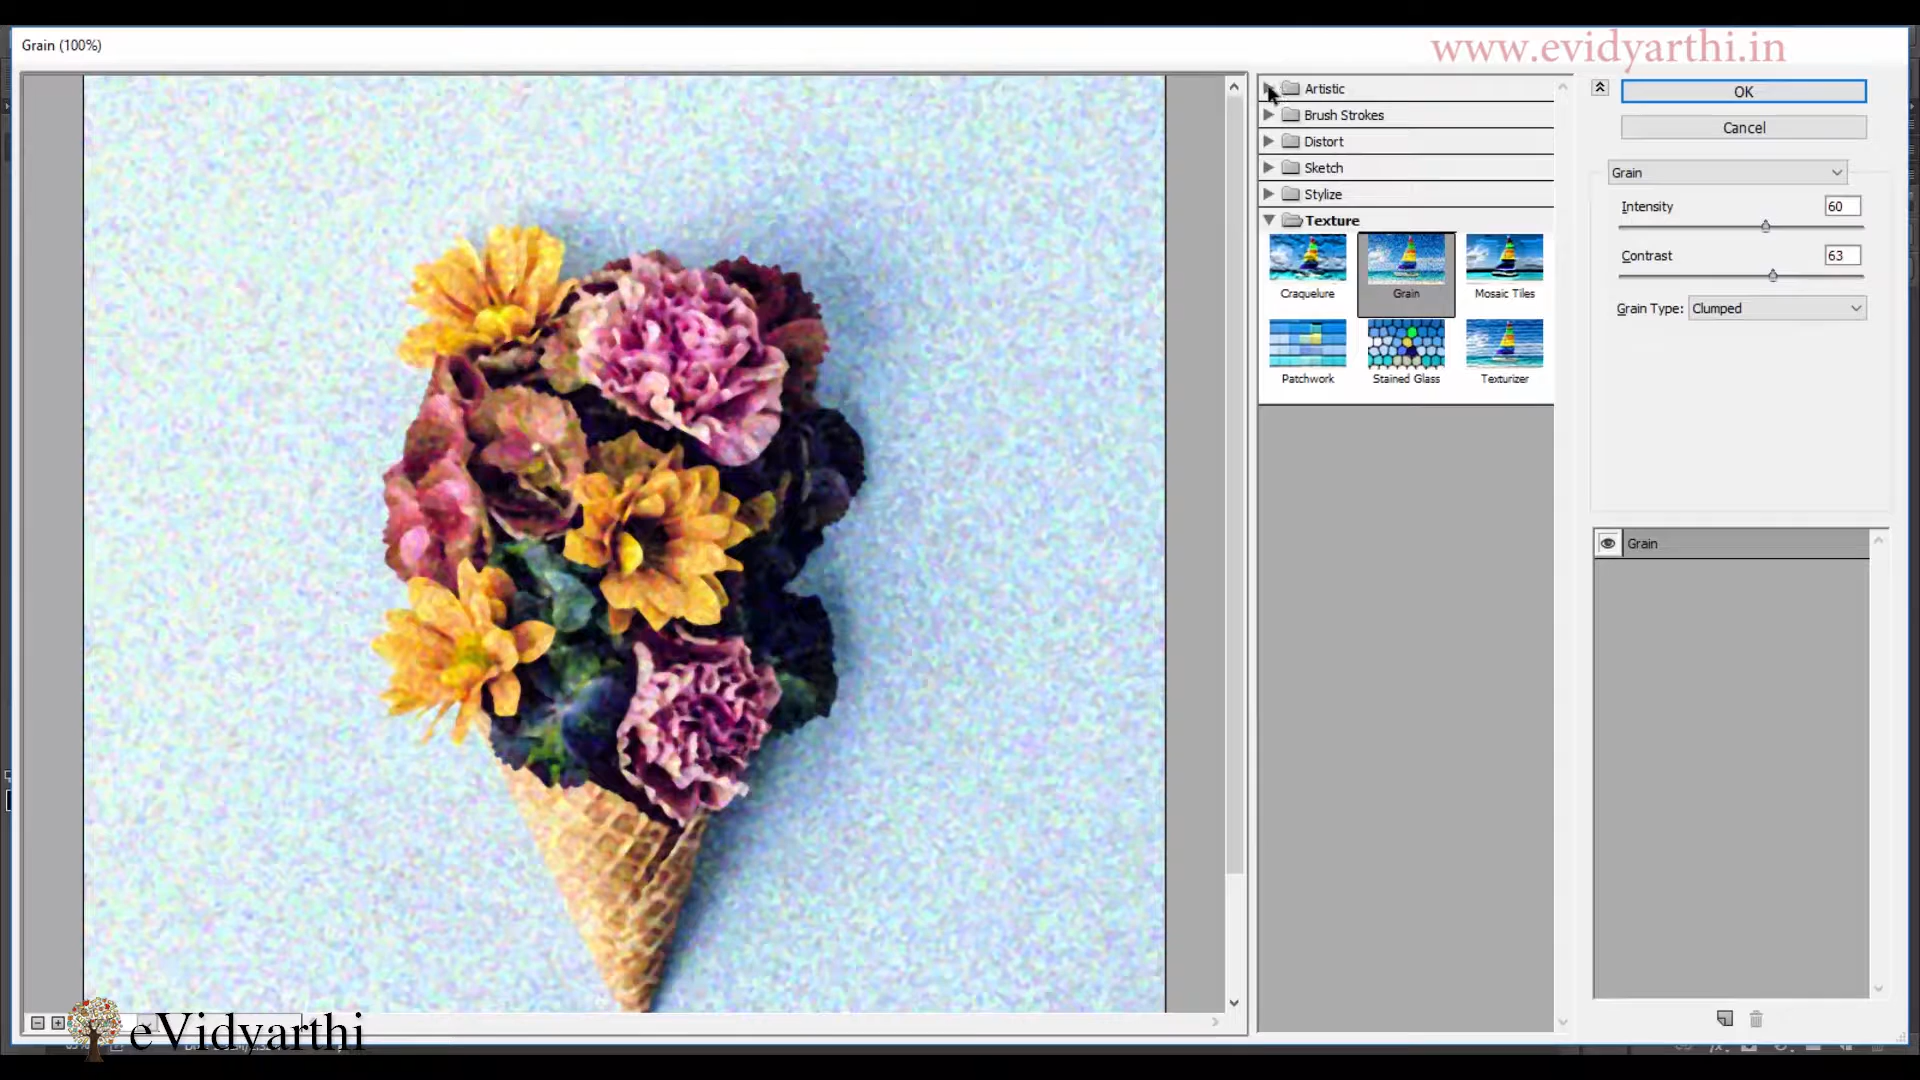 Grain (100%)
www.evidyarthi.in
Artistic
Brush Strokes
Distort
Sketch
Stylize
Texture
Craquelure
Grain
Mosaic Tiles
Patchwork
Stained Glass
Texturizer
OK
Cancel
Grain
Intensity
60
Contrast
63
Grain Type:
Clumped
Grain
eVidyarthi